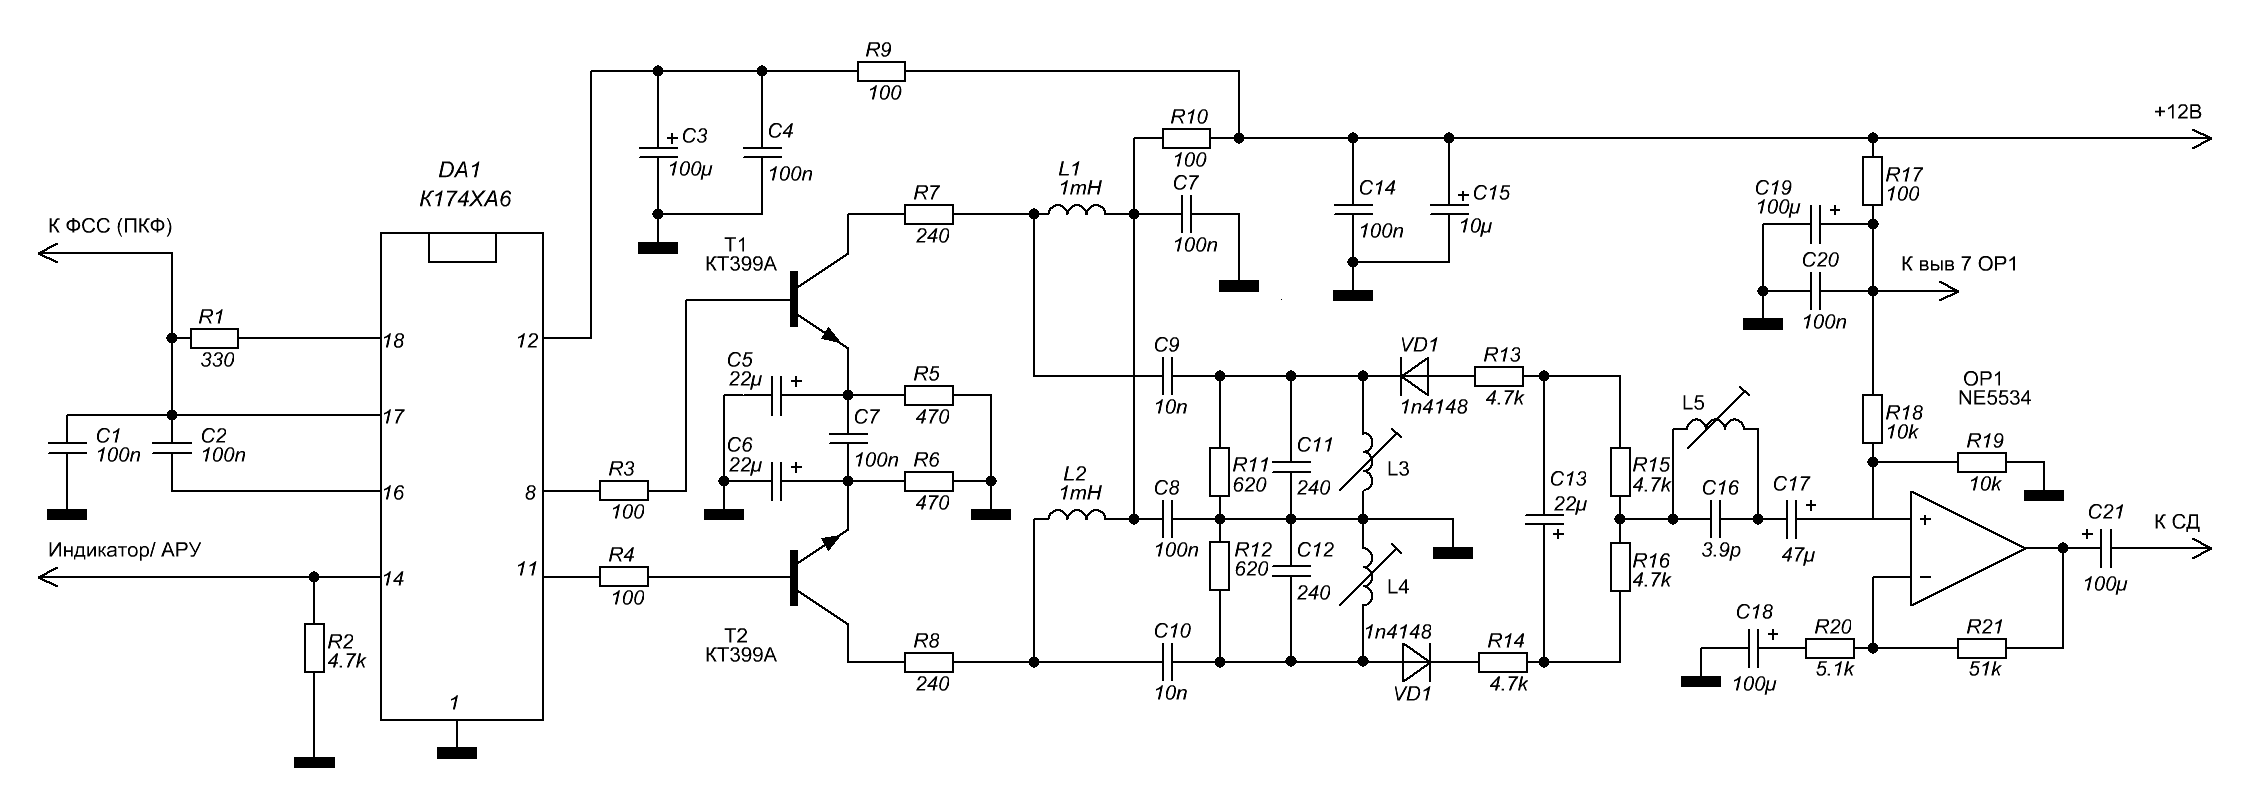 R9
100
R10
100
+12В
C3
+
100µ
C4
100n
DA1
К174ХА6
К ФСС (ПКФ)
R1
330
18
17
16
14
12
8
11
1
C1
100n
C2
100n
Индикатор/ АРУ
R2
4.7k
R3
100
R4
100
T1
КТ399А
T2
КТ399А
R7
240
R8
240
C5
22µ
+
C6
22µ
+
C7
100n
R5
470
R6
470
L1
1mH
L2
1mH
C7
100n
C14
100n
+
C15
10µ
C9
10n
C8
100n
C10
10n
R11
620
R12
620
C11
240
C12
240
L3
L4
VD1
1n4148
1n4148
VD1
R13
4.7k
R14
4.7k
C13
22µ
+
R15
4.7k
R16
4.7k
L5
C16
3.9p
C17
+
47µ
R17
100
C19
100µ
+
C20
100n
К выв 7 ОР1
R18
10k
R19
10k
ОР1
NE5534
+
−
C18
+
100µ
R20
5.1k
R21
51k
C21
+
100µ
К СД